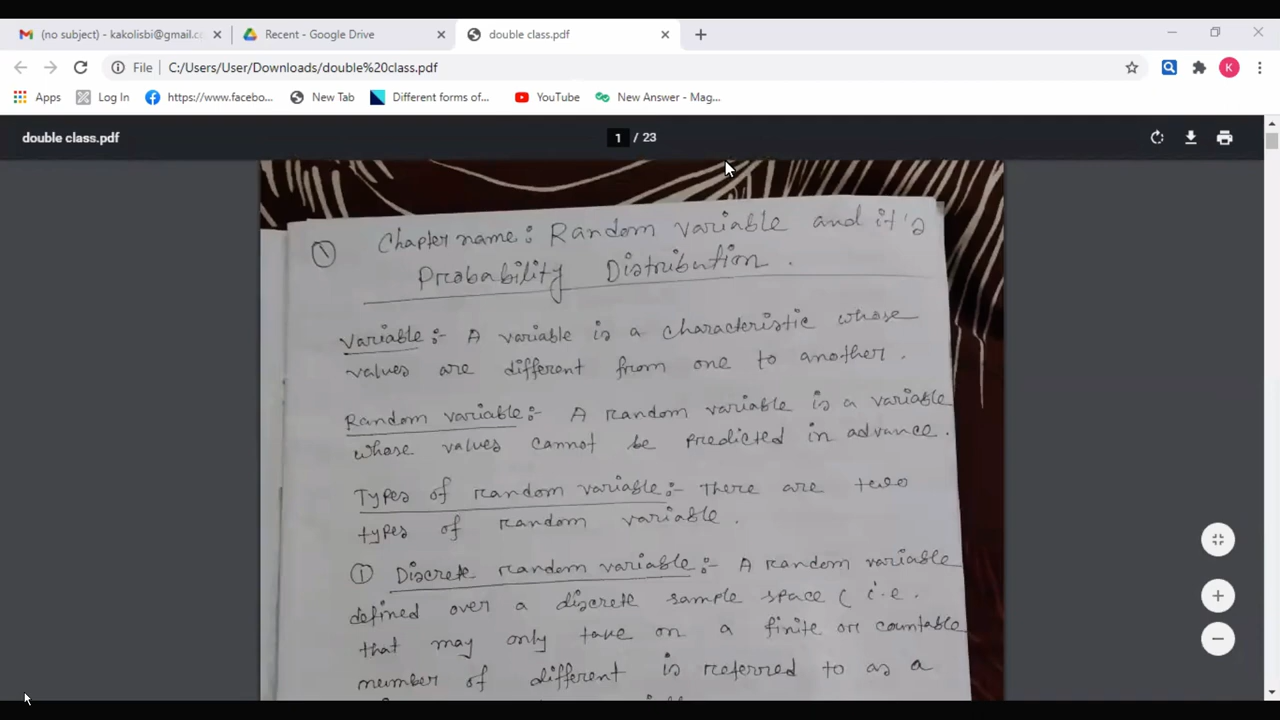 (no subject) - kakolisbi@gmail.cc
Recent - Google Drive
double class.pdf
File
C:/Users/User/Downloads/double%20class.pdf
K
Apps
Log In
https://www.facebo...
New Tab
Different forms of...
YouTube
New Answer - Mag...
double class.pdf
1 / 23
① Chapter name: Random variable and it's
Probability Distribution.
Variable :- A variable is a characteristic whose
values are different from one to another.
Random variable :- A random variable is a variable
whose values cannot be predicted in advance.
Types of random variable :- There are two
types of random variable.
① Discrete random variable :- A random variable
defined over a discrete sample space (i.e.
that may only take on a finite or countable
number of different is referred to as a